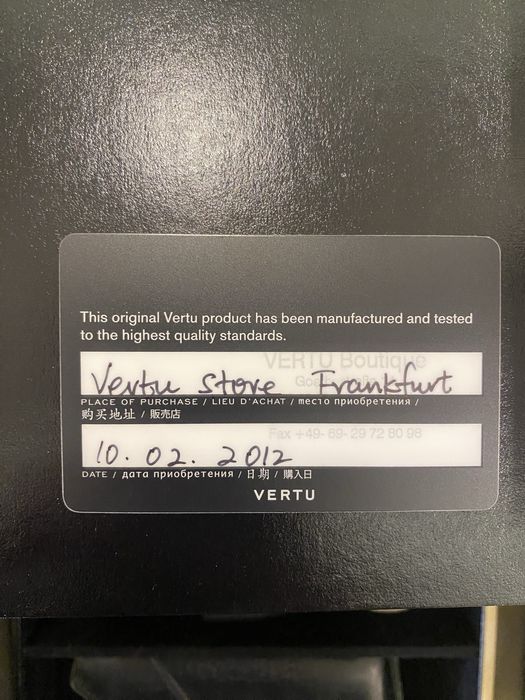 This original Vertu product has been manufactured and tested
to the highest quality standards.
VERTU Boutique
Vertu Store Frankfurt
PLACE OF PURCHASE / LIEU D'ACHAT / место приобретения /
购买地址 / 販売店
Fax +49- 69- 29 72 80 98
10. 02. 2012
DATE / дата приобретения / 日期 / 購入日
VERTU